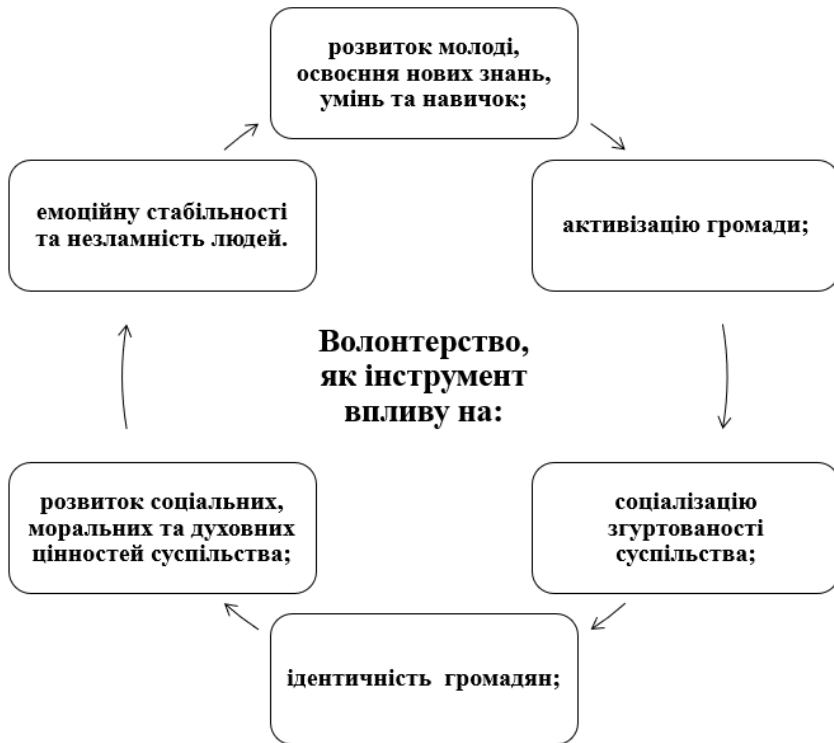 розвиток молоді,
освоєння нових знань,
умінь та навичок;
активізацію громади;
соціалізацію
згуртованості
суспільства;
ідентичність  громадян;
розвиток соціальних,
моральних та духовних
цінностей суспільства;
емоційну стабільності
та незламність людей.
Волонтерство,
як інструмент
впливу на: